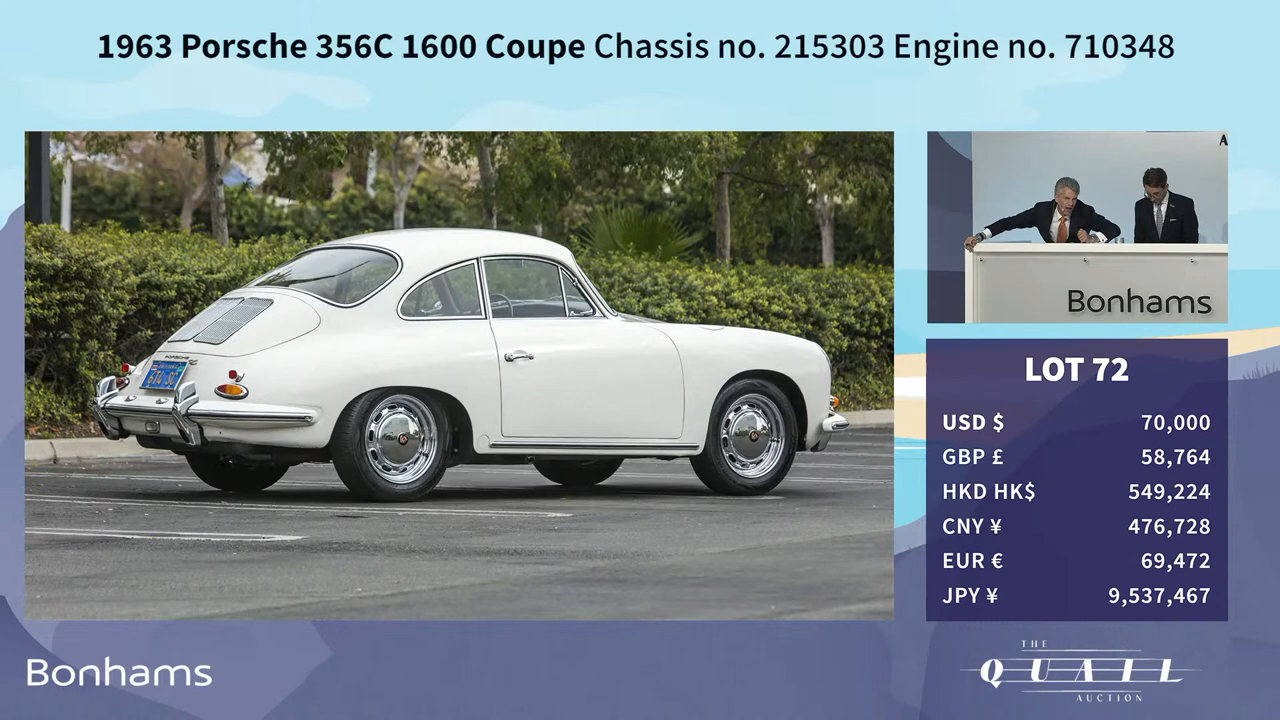 1963 Porsche 356C 1600 Coupe Chassis no. 215303 Engine no. 710348
A
Bonhams
LOT 72
USD $ 70,000
GBP £ 58,764
HKD HK$ 549,224
CNY ¥ 476,728
EUR € 69,472
JPY ¥ 9,537,467
PORSCHE
Bonhams
THE
QUAIL
AUCTION